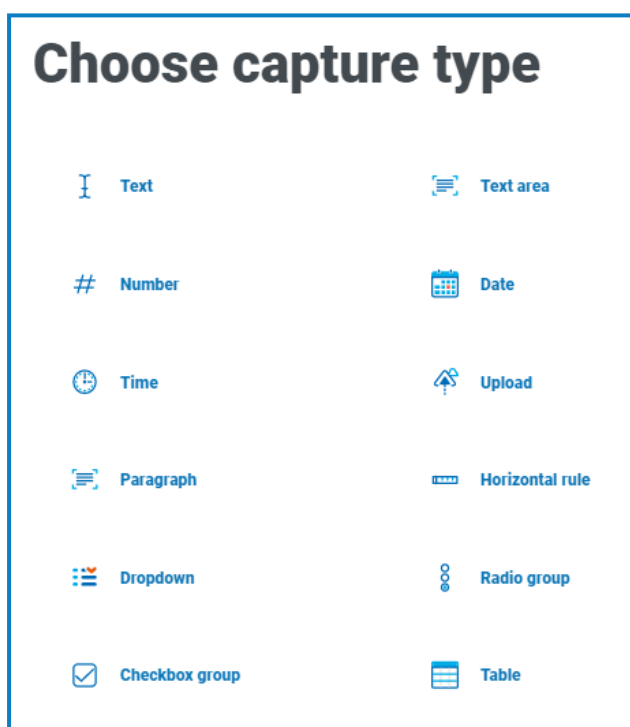 Choose capture type
Text
Text area
Number
Date
Time
Upload
Paragraph
Horizontal rule
Dropdown
Radio group
Checkbox group
Table